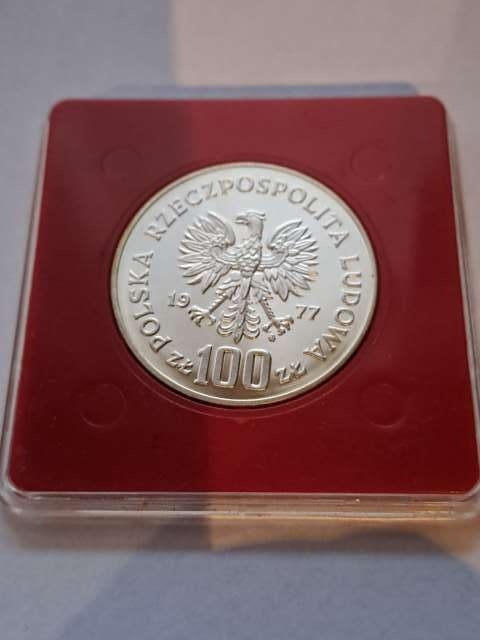 POLSKA RZECZPOSPOLITA LUDOWA
19 77
ZŁ 100 ZŁ